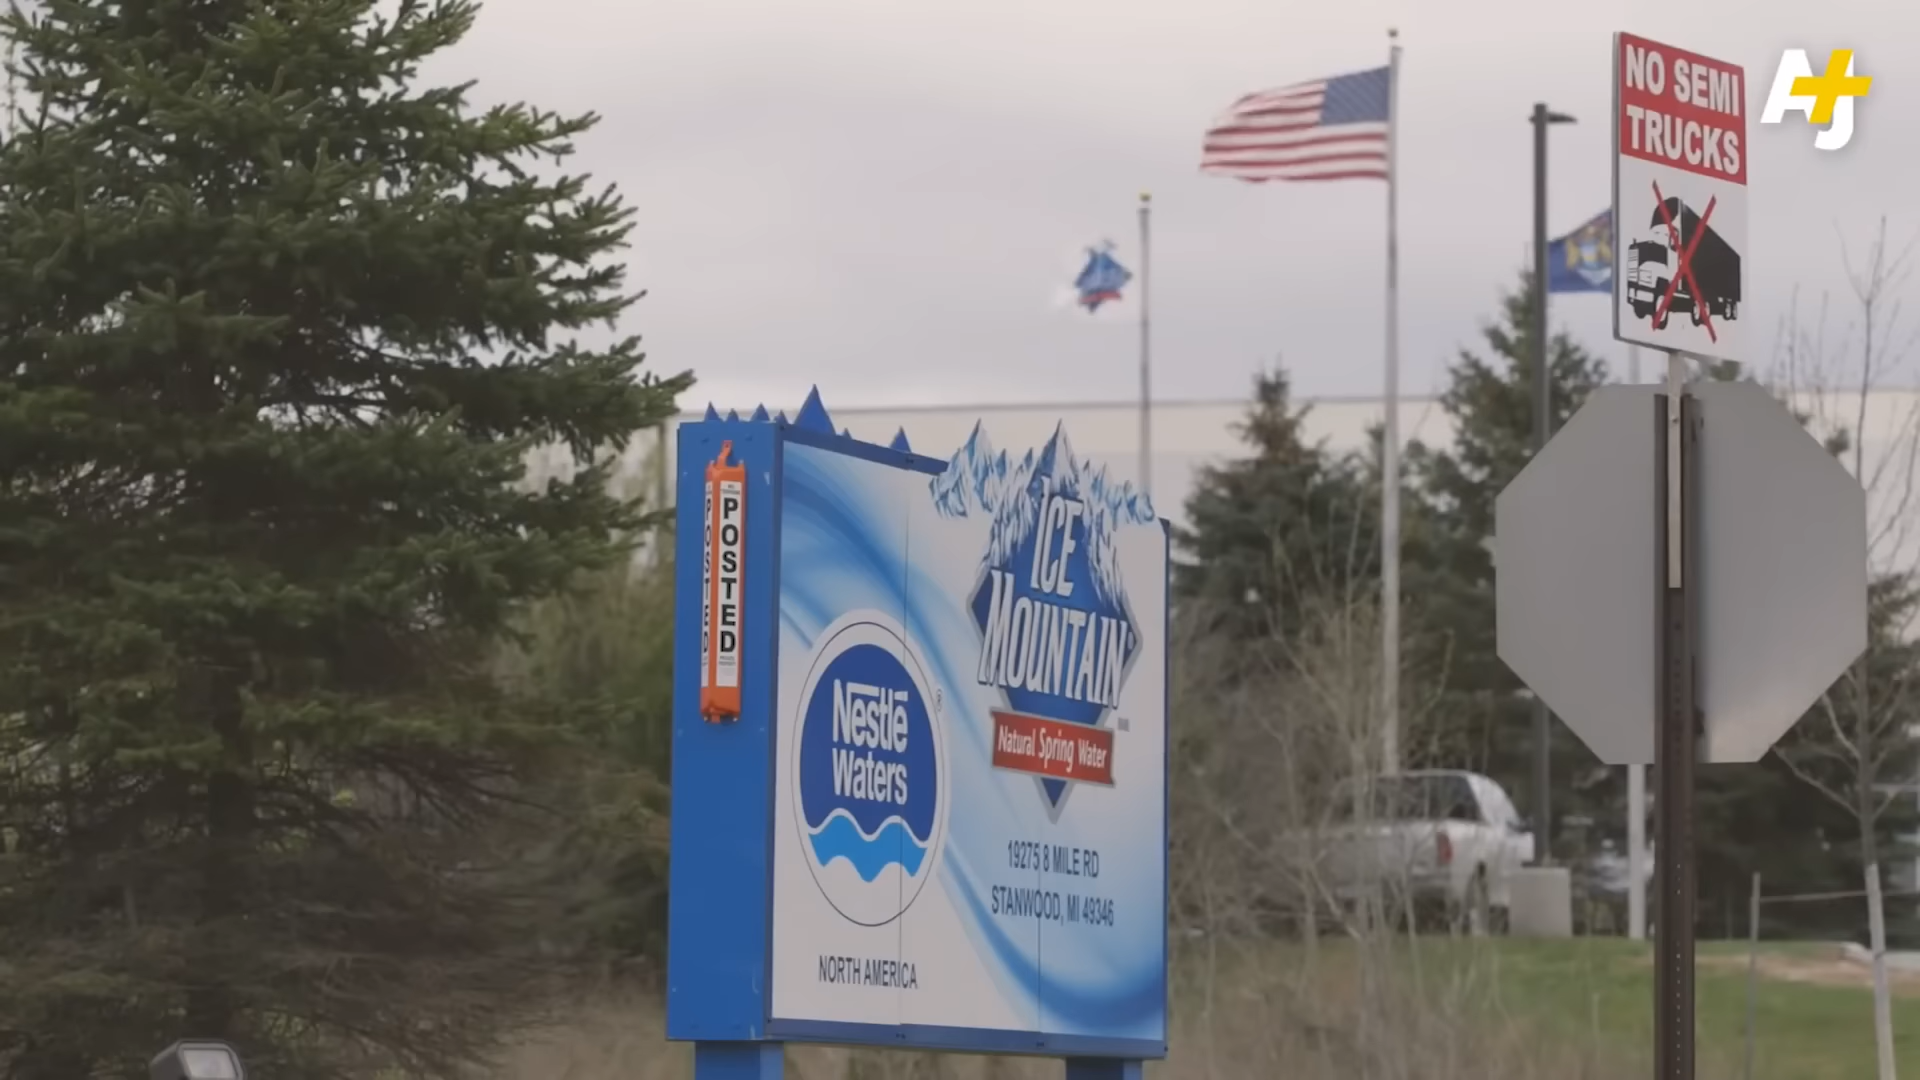 NO SEMI
TRUCKS
AJ+
POSTED
POSTED
ICE
MOUNTAIN®
Natural Spring Water
Nestlé
Waters
®
19275 8 MILE RD
STANWOOD, MI 49346
NORTH AMERICA